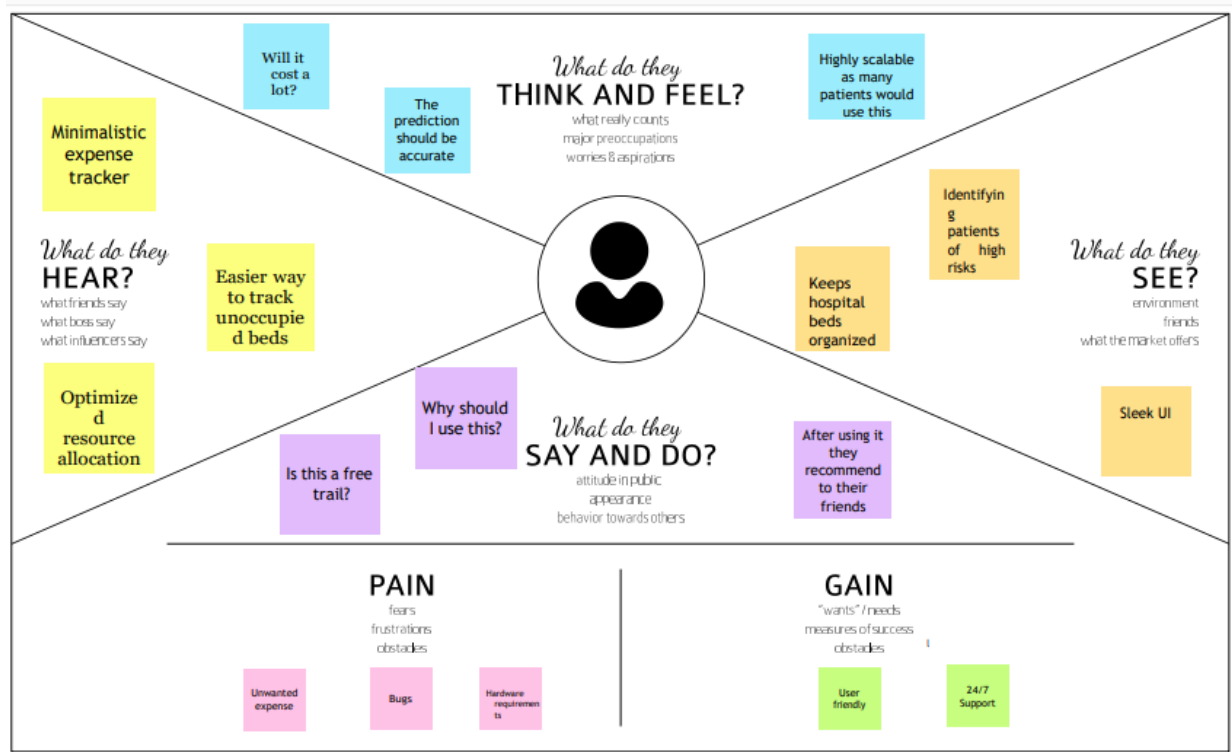 Will it
cost a
lot?
The
prediction
should be
accurate
What do they
THINK AND FEEL?
what really counts
major preoccupations
worries & aspirations
Highly scalable
as many
patients would
use this
Minimalistic
expense
tracker
What do they
HEAR?
what friends say
what boss say
what influencers say
Easier way
to track
unoccupie
d beds
Optimize
d
resource
allocation
Identifyin
g
patients
of high
risks
Keeps
hospital
beds
organized
What do they
SEE?
environment
friends
what the market offers
Sleek UI
Why should
I use this?
Is this a free
trail?
What do they
SAY AND DO?
attitude in public
appearance
behavior towards others
After using it
they
recommend
to their
friends
PAIN
fears
frustrations
obstacles
Unwanted
expense
Bugs
Hardware
requiremen
ts
GAIN
"wants" / needs
measures of success
obstacles
User
friendly
24/7
Support